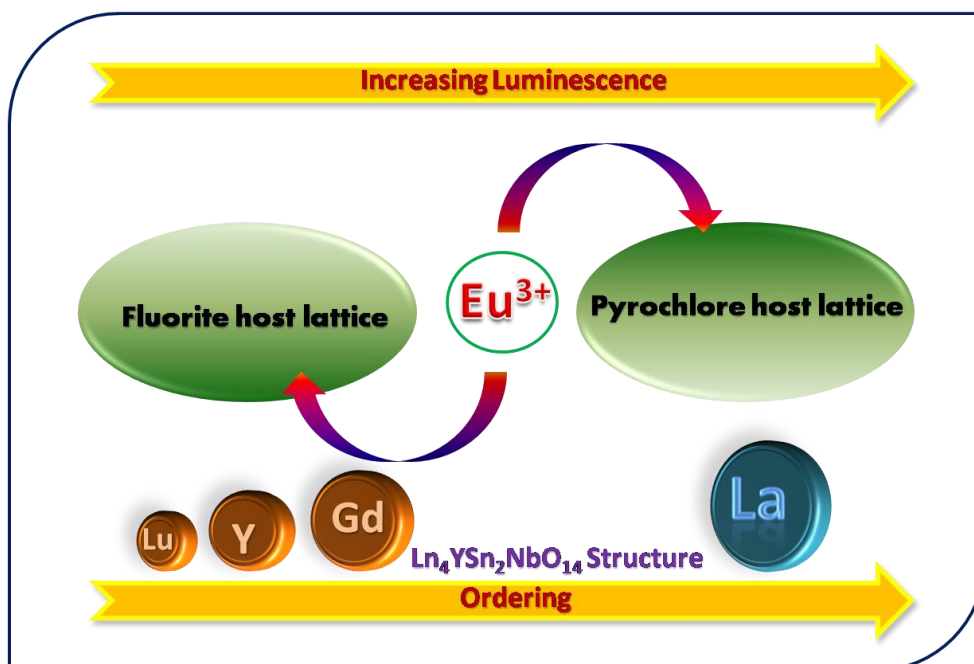 Increasing Luminescence
Fluorite host lattice
Eu³⁺
Pyrochlore host lattice
Lu
Y
Gd
La
Ln₄YSn₂NbO₁₄ Structure
Ordering